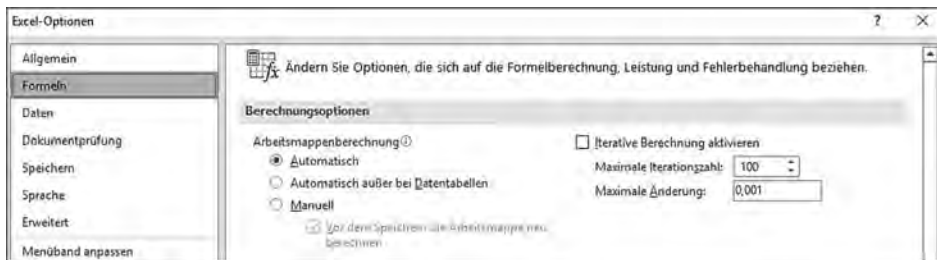 Excel-Optionen ? ×
Allgemein
Formeln
Daten
Dokumentprüfung
Speichern
Sprache
Erweitert
Menüband anpassen
fx Ändern Sie Optionen, die sich auf die Formelberechnung, Leistung und Fehlerbehandlung beziehen.
Berechnungsoptionen
Arbeitsmappenberechnung
Automatisch
Automatisch außer bei Datentabellen
Manuell
Vor dem Speichern die Arbeitsmappe neu
berechnen
Iterative Berechnung aktivieren
Maximale Iterationszahl: 100
Maximale Änderung: 0,001